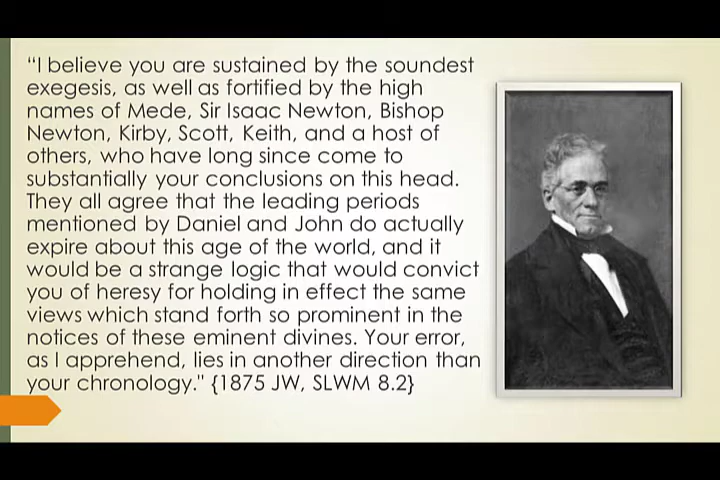 “I believe you are sustained by the soundest
exegesis, as well as fortified by the high
names of Mede, Sir Isaac Newton, Bishop
Newton, Kirby, Scott, Keith, and a host of
others, who have long since come to
substantially your conclusions on this head.
They all agree that the leading periods
mentioned by Daniel and John do actually
expire about this age of the world, and it
would be a strange logic that would convict
you of heresy for holding in effect the same
views which stand forth so prominent in the
notices of these eminent divines. Your error,
as I apprehend, lies in another direction than
your chronology." {1875 JW, SLWM 8.2}